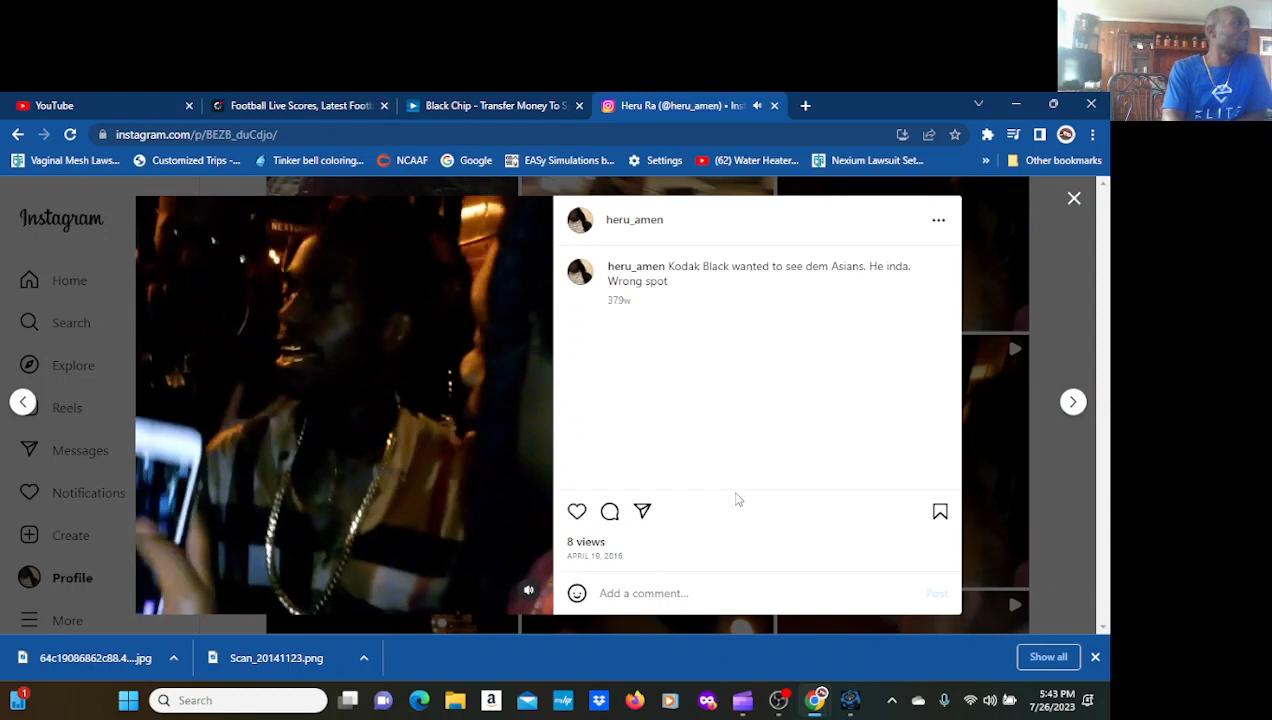 YouTube
Football Live Scores, Latest Footb
Black Chip - Transfer Money To S
Heru Ra (@heru_amen) • Inst
instagram.com/p/BEZB_duCdjo/
Vaginal Mesh Laws...
Customized Trips -...
Tinker bell coloring...
NCAAF
Google
EASy Simulations b...
Settings
(62) Water Heater...
Nexium Lawsuit Set...
»
Other bookmarks
ELITE
Instagram
Home
Search
Explore
Reels
Messages
Notifications
Create
Profile
More
heru_amen
heru_amen Kodak Black wanted to see dem Asians. He inda.
Wrong spot
379w
8 views
APRIL 19, 2016
Add a comment...
Post
64c19086862c88.4....jpg
Scan_20141123.png
Show all
1
Search
5:43 PM
7/26/2023